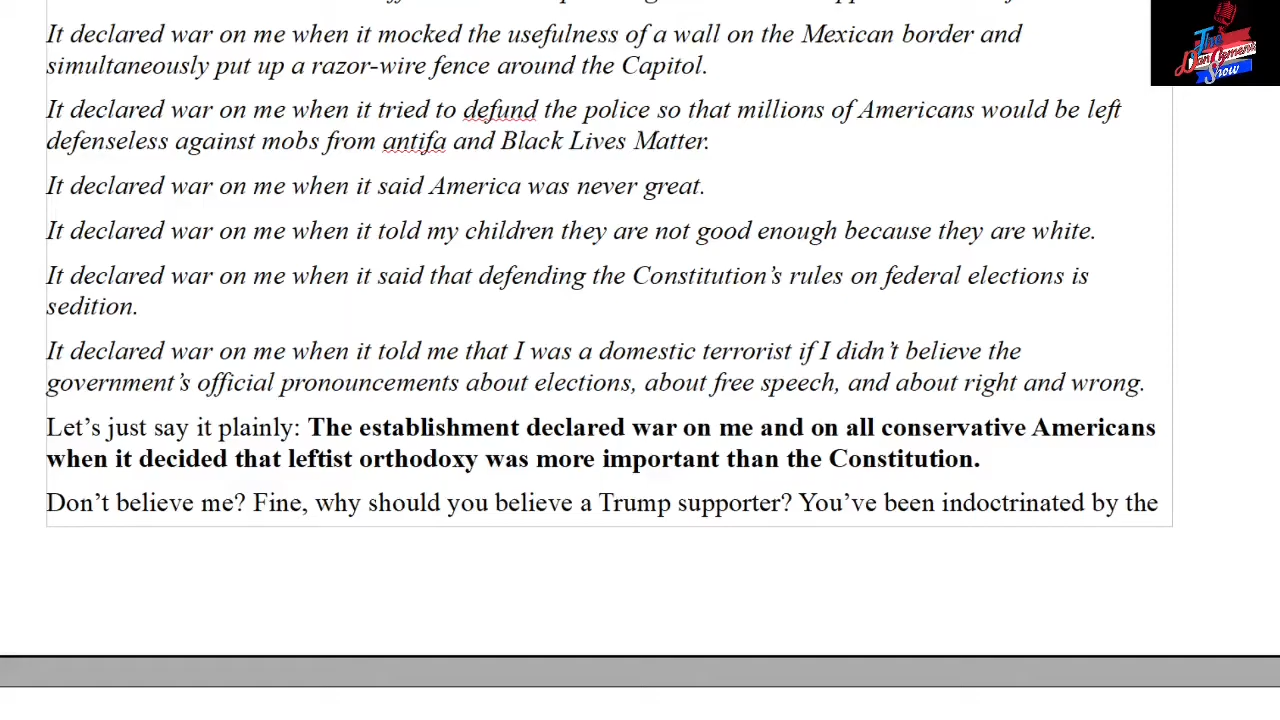 It declared war on me when it mocked the usefulness of a wall on the Mexican border and
simultaneously put up a razor-wire fence around the Capitol.
It declared war on me when it tried to defund the police so that millions of Americans would be left
defenseless against mobs from antifa and Black Lives Matter.
It declared war on me when it said America was never great.
It declared war on me when it told my children they are not good enough because they are white.
It declared war on me when it said that defending the Constitution’s rules on federal elections is
sedition.
It declared war on me when it told me that I was a domestic terrorist if I didn’t believe the
government’s official pronouncements about elections, about free speech, and about right and wrong.
Let’s just say it plainly: The establishment declared war on me and on all conservative Americans
when it decided that leftist orthodoxy was more important than the Constitution.
Don’t believe me? Fine, why should you believe a Trump supporter? You’ve been indoctrinated by the
The
Dan
Show